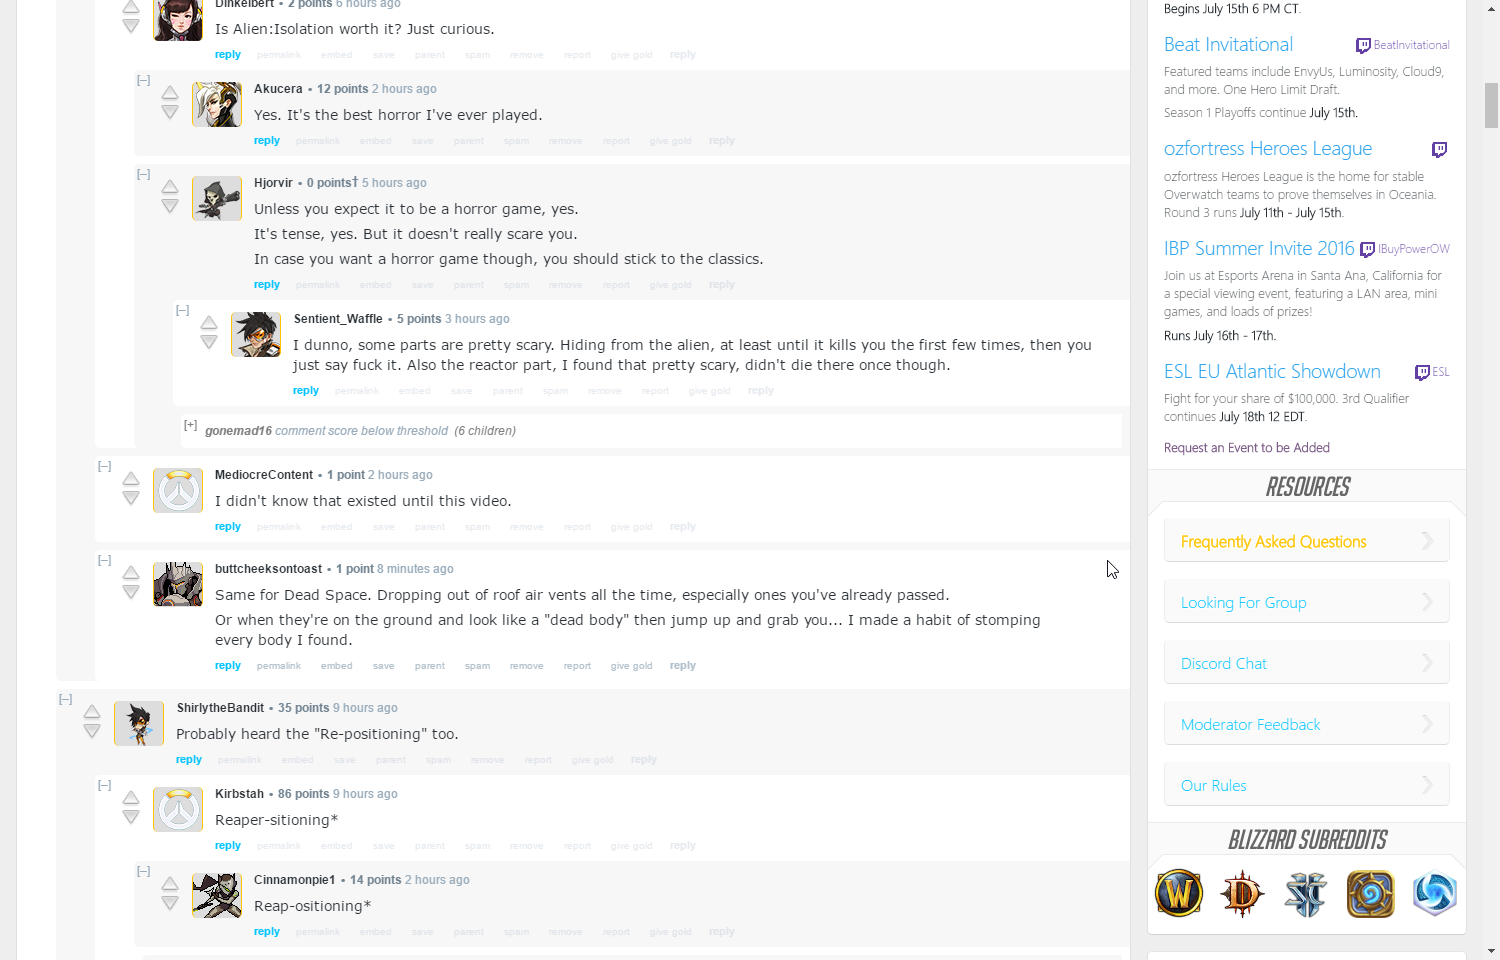 Dinkelbert • 2 points 6 hours ago
Is Alien:Isolation worth it? Just curious.
reply permalink embed save parent spam remove report give gold reply
[–]
Akucera • 12 points 2 hours ago
Yes. It's the best horror I've ever played.
reply permalink embed save parent spam remove report give gold reply
[–]
Hjorvir • 0 points† 5 hours ago
Unless you expect it to be a horror game, yes.
It's tense, yes. But it doesn't really scare you.
In case you want a horror game though, you should stick to the classics.
reply permalink embed save parent spam remove report give gold reply
[–]
Sentient_Waffle • 5 points 3 hours ago
I dunno, some parts are pretty scary. Hiding from the alien, at least until it kills you the first few times, then you
just say fuck it. Also the reactor part, I found that pretty scary, didn't die there once though.
reply permalink embed save parent spam remove report give gold reply
[+] gonemad16 comment score below threshold (6 children)
[–]
MediocreContent • 1 point 2 hours ago
I didn't know that existed until this video.
reply permalink embed save parent spam remove report give gold reply
[–]
buttcheeksontoast • 1 point 8 minutes ago
Same for Dead Space. Dropping out of roof air vents all the time, especially ones you've already passed.
Or when they're on the ground and look like a "dead body" then jump up and grab you... I made a habit of stomping
every body I found.
reply permalink embed save parent spam remove report give gold reply
[–]
ShirlytheBandit • 35 points 9 hours ago
Probably heard the "Re-positioning" too.
reply permalink embed save parent spam remove report give gold reply
[–]
Kirbstah • 86 points 9 hours ago
Reaper-sitioning*
reply permalink embed save parent spam remove report give gold reply
[–]
Cinnamonpie1 • 14 points 2 hours ago
Reap-ositioning*
reply permalink embed save parent spam remove report give gold reply
Begins July 15th 6 PM CT.
Beat Invitational BeatInvitational
Featured teams include EnvyUs, Luminosity, Cloud9,
and more. One Hero Limit Draft.
Season 1 Playoffs continue July 15th.
ozfortress Heroes League
ozfortress Heroes League is the home for stable
Overwatch teams to prove themselves in Oceania.
Round 3 runs July 11th - July 15th.
IBP Summer Invite 2016 IBuyPowerOW
Join us at Esports Arena in Santa Ana, California for
a special viewing event, featuring a LAN area, mini
games, and loads of prizes!
Runs July 16th - 17th.
ESL EU Atlantic Showdown ESL
Fight for your share of $100,000. 3rd Qualifier
continues July 18th 12 EDT.
Request an Event to be Added
RESOURCES
Frequently Asked Questions
Looking For Group
Discord Chat
Moderator Feedback
Our Rules
BLIZZARD SUBREDDITS
W
D